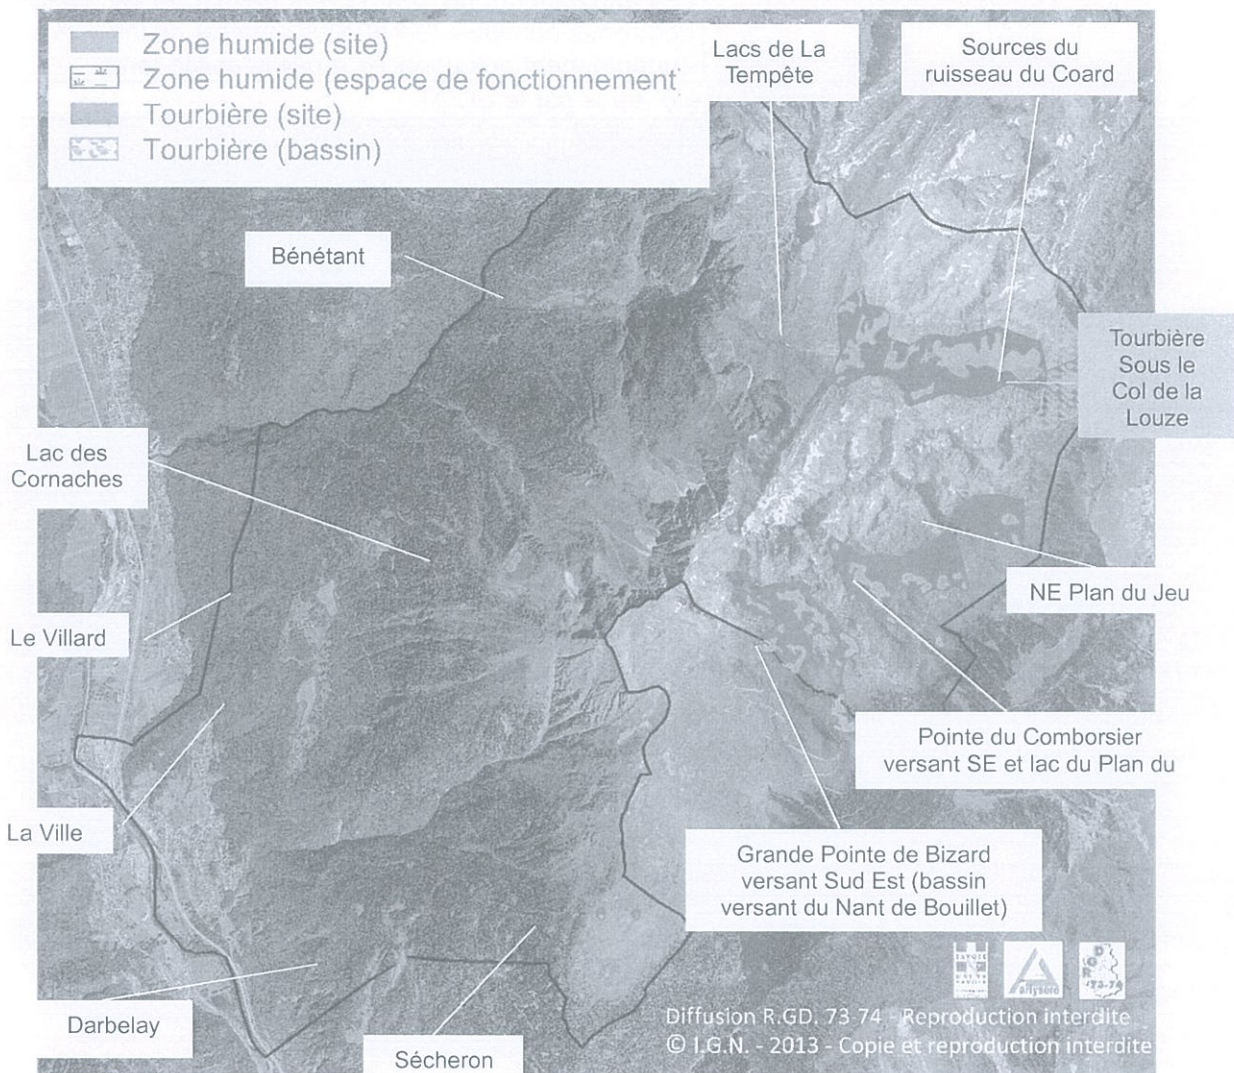 Zone humide (site)
Zone humide (espace de fonctionnement)
Tourbière (site)
Tourbière (bassin)
Lacs de La
Tempête
Sources du
ruisseau du Coard
Bénétant
Tourbière
Sous le
Col de la
Louze
Lac des
Cornaches
NE Plan du Jeu
Le Villard
Pointe du Comborsier
versant SE et lac du Plan du
La Ville
Grande Pointe de Bizard
versant Sud Est (bassin
versant du Nant de Bouillet)
Darbelay
Sécheron
Diffusion R.GD. 73-74 - Reproduction interdite
© I.G.N. - 2013 - Copie et reproduction interdite